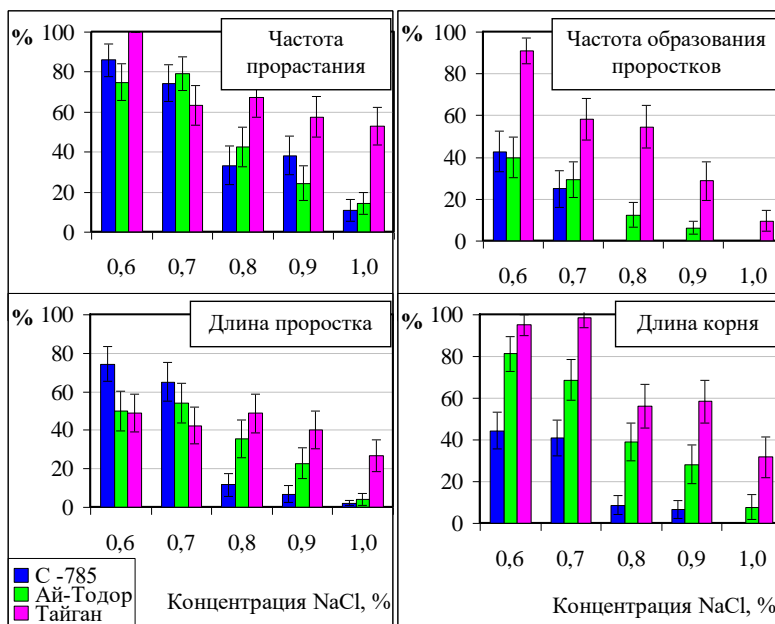 %
Частота
прорастания
100
80
60
40
20
0
0,6 0,7 0,8 0,9 1,0
%
Частота образования
проростков
100
80
60
40
20
0
0,6 0,7 0,8 0,9 1,0
%
Длина проростка
100
80
60
40
20
0
0,6 0,7 0,8 0,9 1,0
%
Длина корня
100
80
60
40
20
0
0,6 0,7 0,8 0,9 1,0
С -785
Ай-Тодор
Тайган
Концентрация NaCl, %
Концентрация NaCl, %